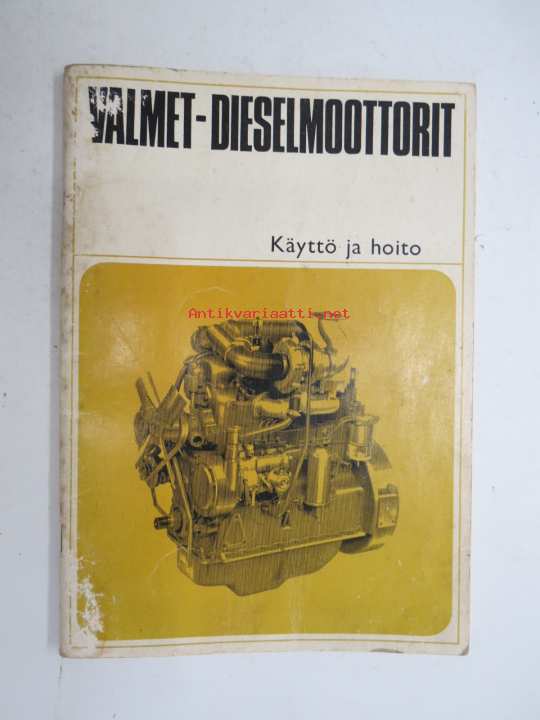 VALMET-DIESELMOOTTORIT
Käyttö ja hoito
Antikvariaatti.net